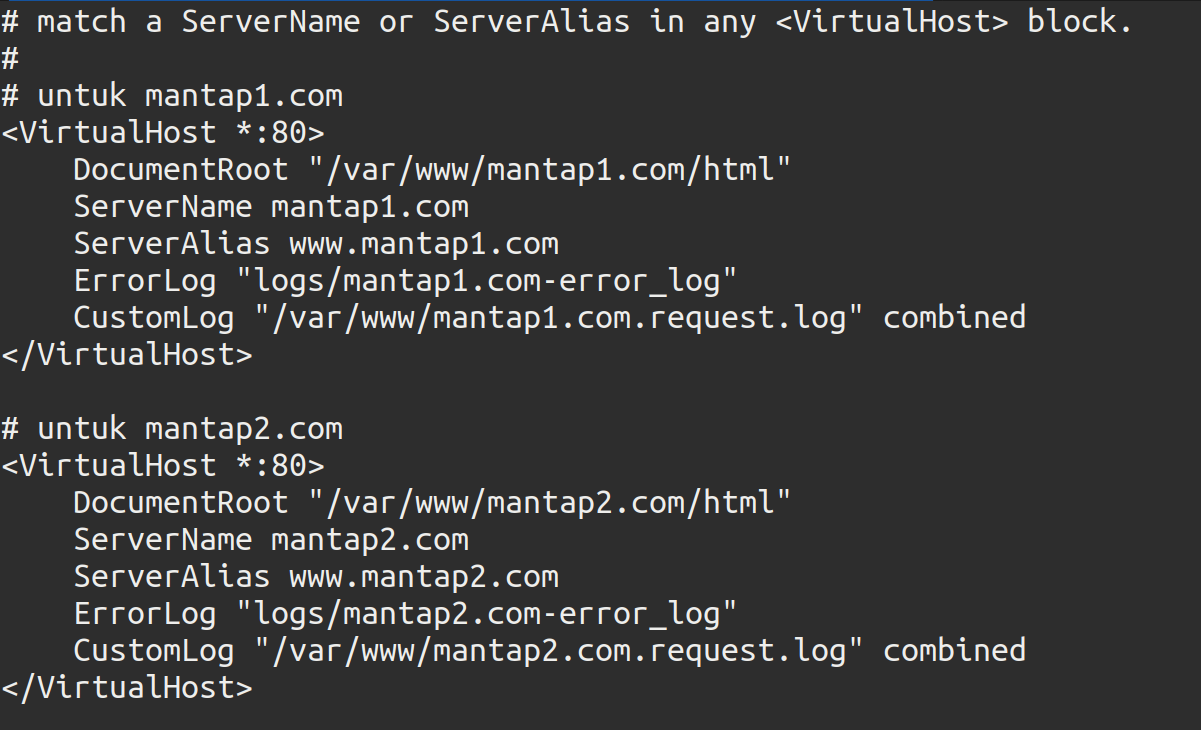 # match a ServerName or ServerAlias in any <VirtualHost> block.
#
# untuk mantap1.com
<VirtualHost *:80>
    DocumentRoot "/var/www/mantap1.com/html"
    ServerName mantap1.com
    ServerAlias www.mantap1.com
    ErrorLog "logs/mantap1.com-error_log"
    CustomLog "/var/www/mantap1.com.request.log" combined
</VirtualHost>

# untuk mantap2.com
<VirtualHost *:80>
    DocumentRoot "/var/www/mantap2.com/html"
    ServerName mantap2.com
    ServerAlias www.mantap2.com
    ErrorLog "logs/mantap2.com-error_log"
    CustomLog "/var/www/mantap2.com.request.log" combined
</VirtualHost>